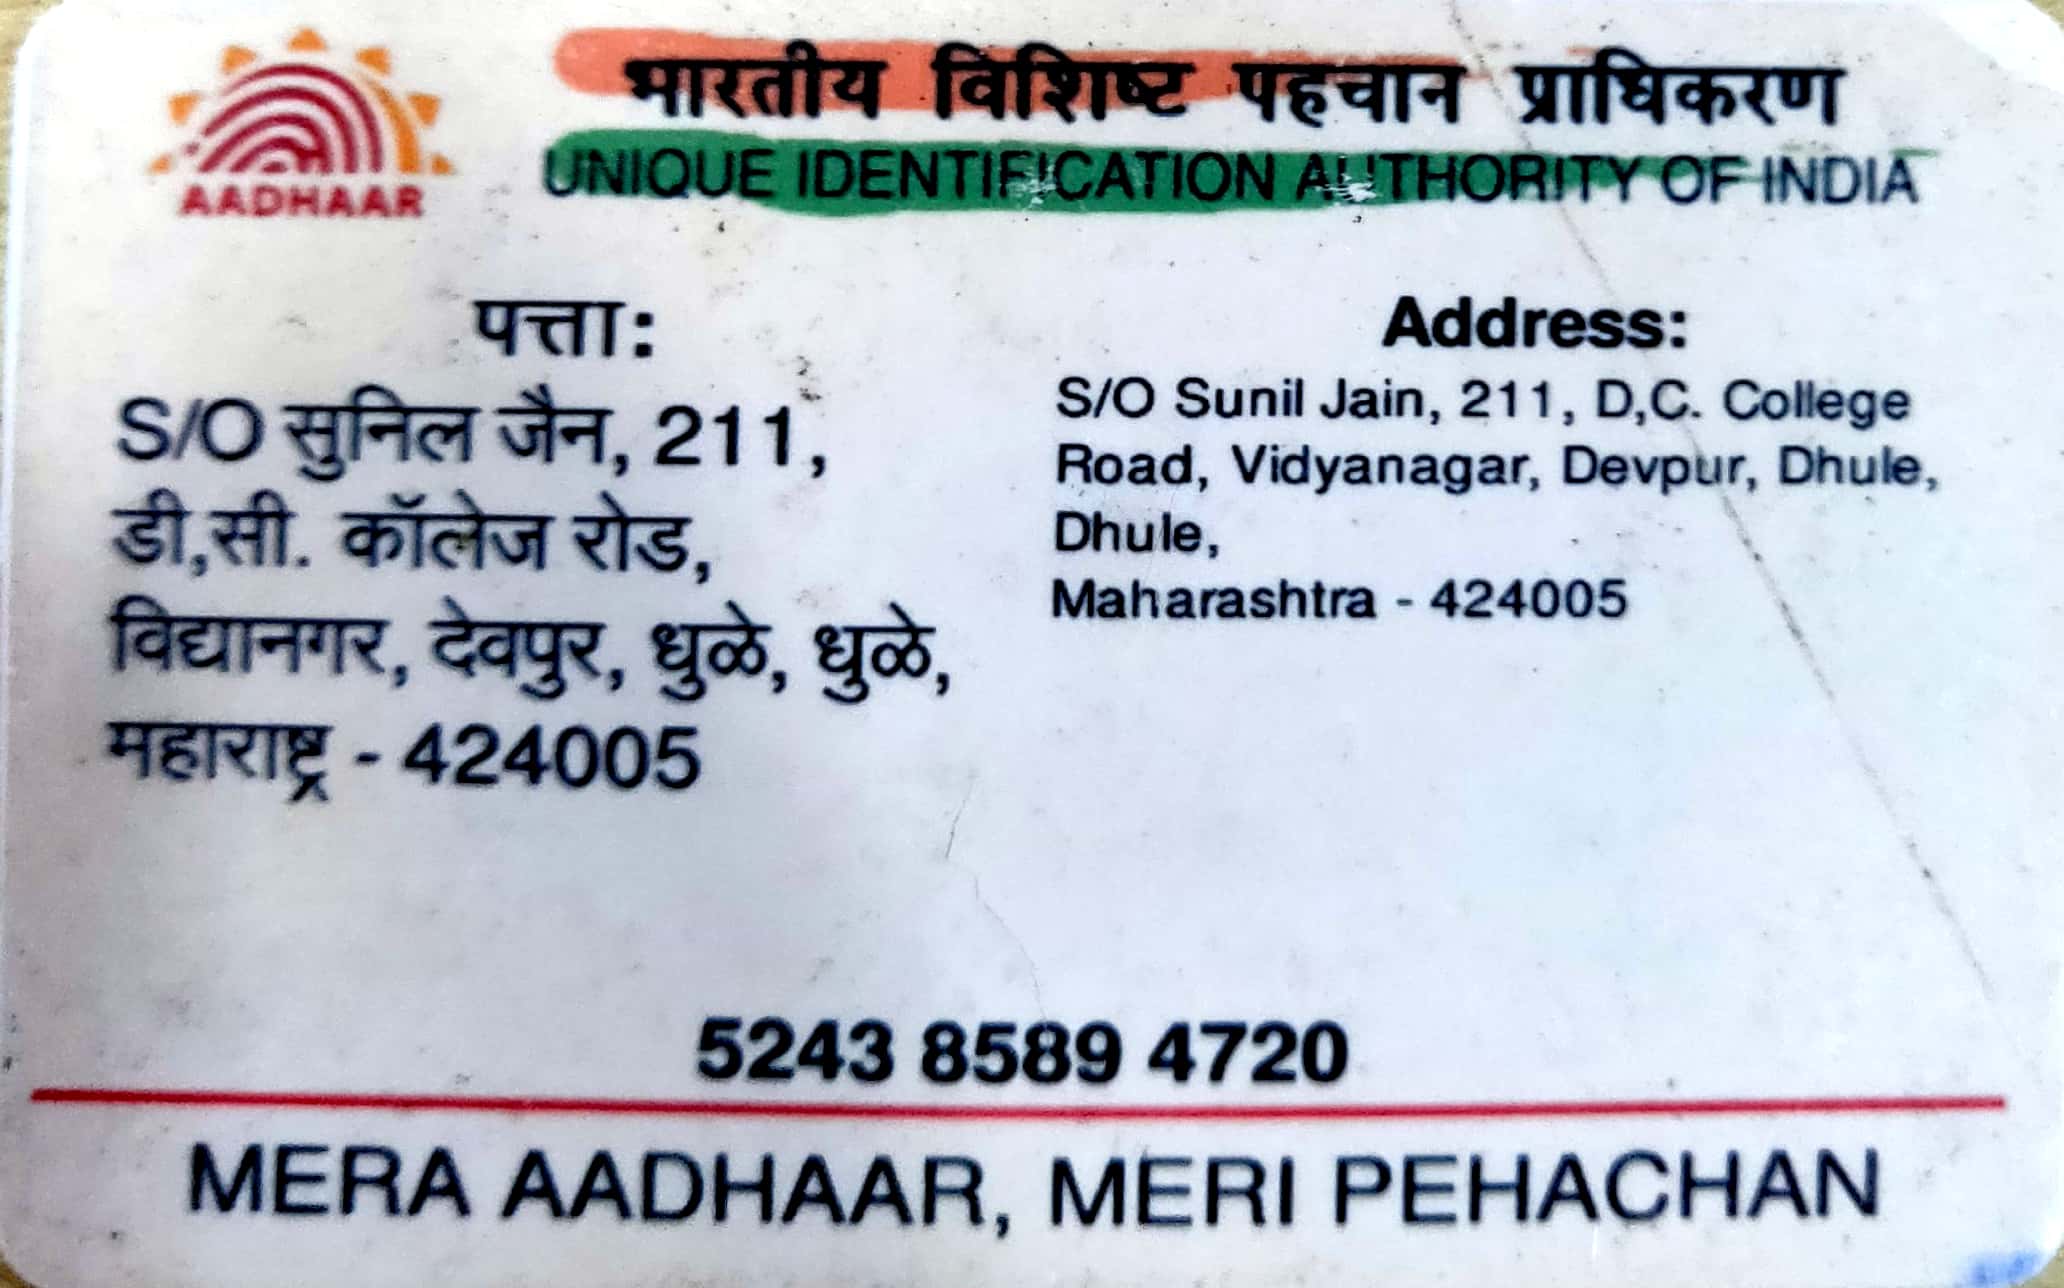 AADHAAR
भारतीय विशिष्ट पहचान प्राधिकरण
UNIQUE IDENTIFICATION AUTHORITY OF INDIA
पत्ता:
S/O सुनिल जैन, 211,
डी,सी. कॉलेज रोड,
विद्यानगर, देवपुर, धुळे, धुळे,
महाराष्ट्र - 424005
Address:
S/O Sunil Jain, 211, D,C. College
Road, Vidyanagar, Devpur, Dhule,
Dhule,
Maharashtra - 424005
5243 8589 4720
MERA AADHAAR, MERI PEHACHAN